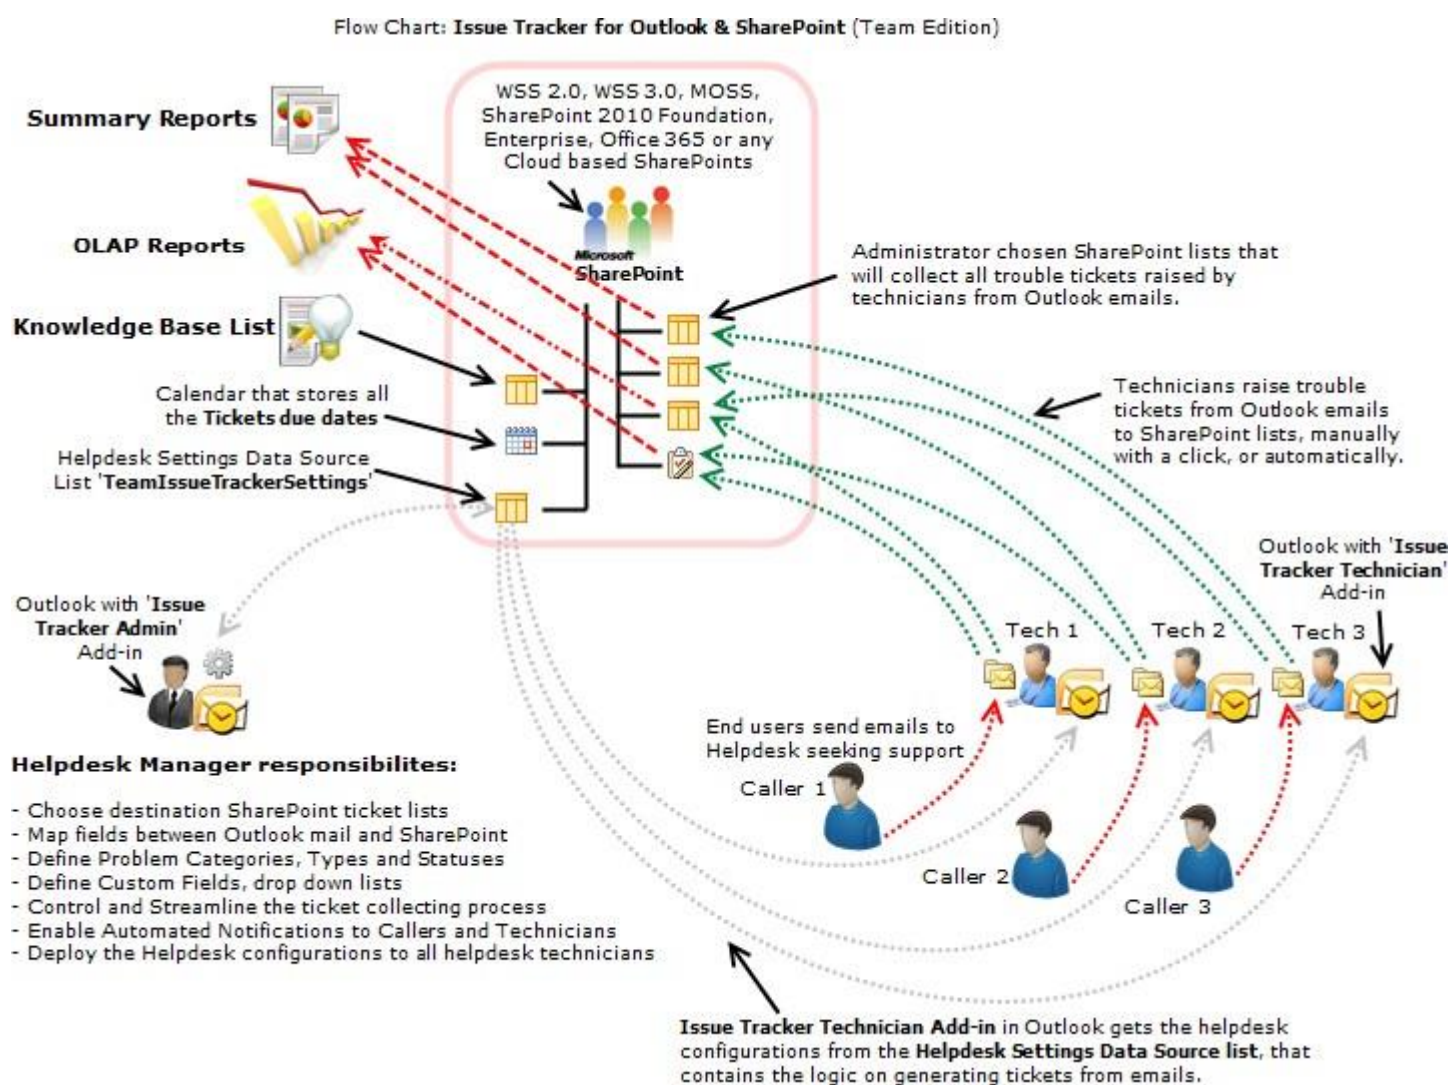 Flow Chart: Issue Tracker for Outlook & SharePoint (Team Edition)
WSS 2.0, WSS 3.0, MOSS,
SharePoint 2010 Foundation,
Enterprise, Office 365 or any
Cloud based SharePoints
Summary Reports
OLAP Reports
Microsoft
SharePoint
Administrator chosen SharePoint lists that
will collect all trouble tickets raised by
technicians from Outlook emails.
Knowledge Base List
Calendar that stores all
the Tickets due dates
Helpdesk Settings Data Source
List 'TeamIssueTrackerSettings'
Technicians raise trouble
tickets from Outlook emails
to SharePoint lists, manually
with a click, or automatically.
Outlook with 'Issue
Tracker Technician'
Add-in
Outlook with 'Issue
Tracker Admin'
Add-in
Tech 1
Tech 2
Tech 3
End users send emails to
Helpdesk seeking support
Caller 1
Caller 2
Caller 3
Helpdesk Manager responsibilites:
- Choose destination SharePoint ticket lists
- Map fields between Outlook mail and SharePoint
- Define Problem Categories, Types and Statuses
- Define Custom Fields, drop down lists
- Control and Streamline the ticket collecting process
- Enable Automated Notifications to Callers and Technicians
- Deploy the Helpdesk configurations to all helpdesk technicians
Issue Tracker Technician Add-in in Outlook gets the helpdesk
configurations from the Helpdesk Settings Data Source list, that
contains the logic on generating tickets from emails.